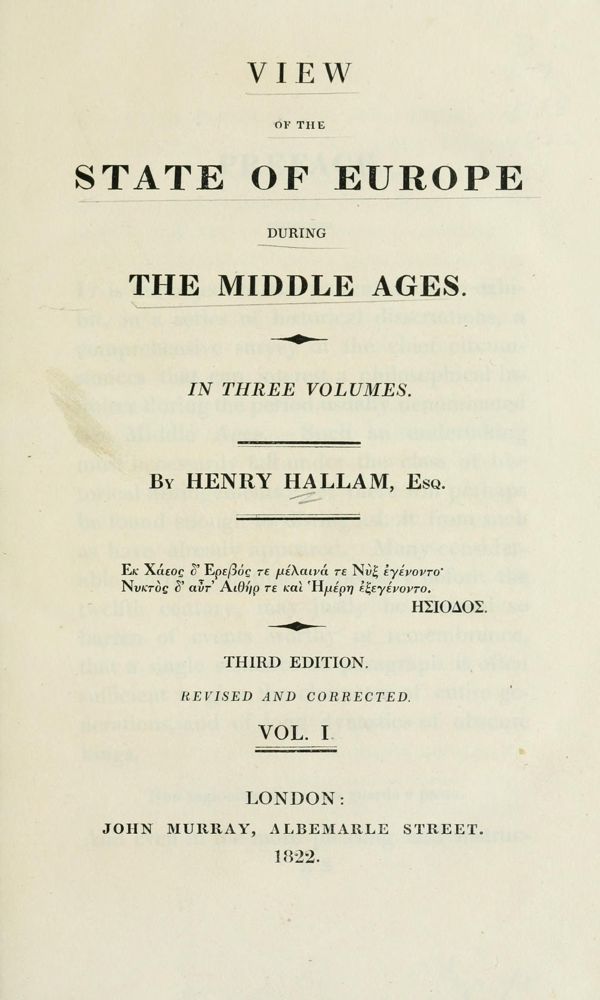 VIEW
OF THE
STATE OF EUROPE
DURING
THE MIDDLE AGES.
IN THREE VOLUMES.
By HENRY HALLAM, Esq.
Εκ Χάεος δ' Ερεβός τε μέλαινά τε Νὺξ ἐγένοντο·
Νυκτὸς δ' αὖτ' Αιθήρ τε καὶ Ἡμέρη ἐξεγένοντο.
ΗΣΙΟΔΟΣ.
THIRD EDITION.
REVISED AND CORRECTED.
VOL. I.
LONDON:
JOHN MURRAY, ALBEMARLE STREET.
1822.